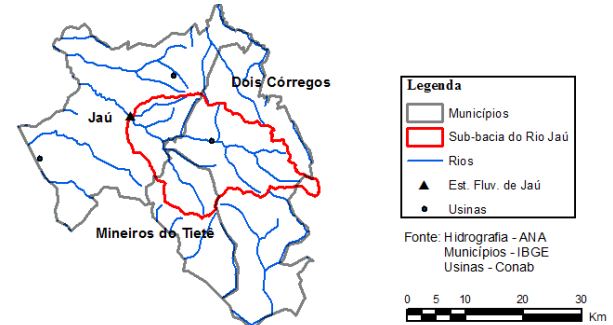 Dois Córregos
Jaú
Mineiros do Tietê
Legenda
Municípios
Sub-bacia do Rio Jaú
Rios
Est. Fluv. de Jaú
Usinas
Fonte: Hidrografia - ANA
Municípios - IBGE
Usinas - Conab
0 5 10 20 30
Km